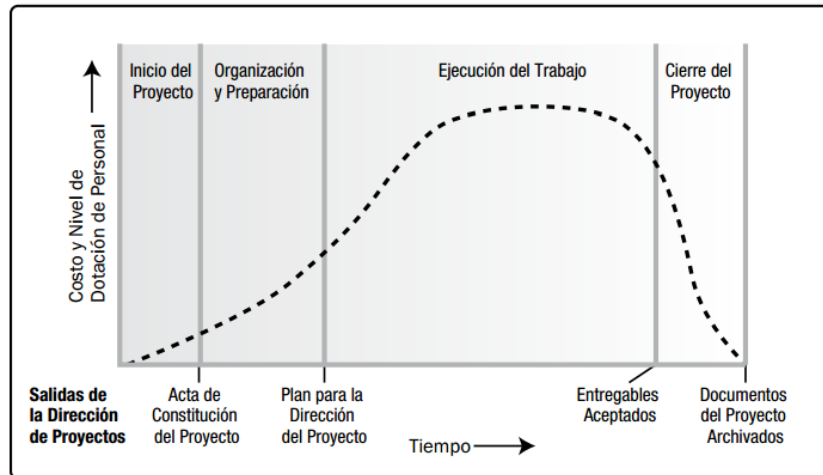 Inicio del
Proyecto
Organización
y Preparación
Ejecución del Trabajo
Cierre del
Proyecto
Costo y Nivel de
Dotación de Personal
Salidas de
la Dirección
de Proyectos
Acta de
Constitución
del Proyecto
Plan para la
Dirección
del Proyecto
Entregables
Aceptados
Documentos
del Proyecto
Archivados
Tiempo